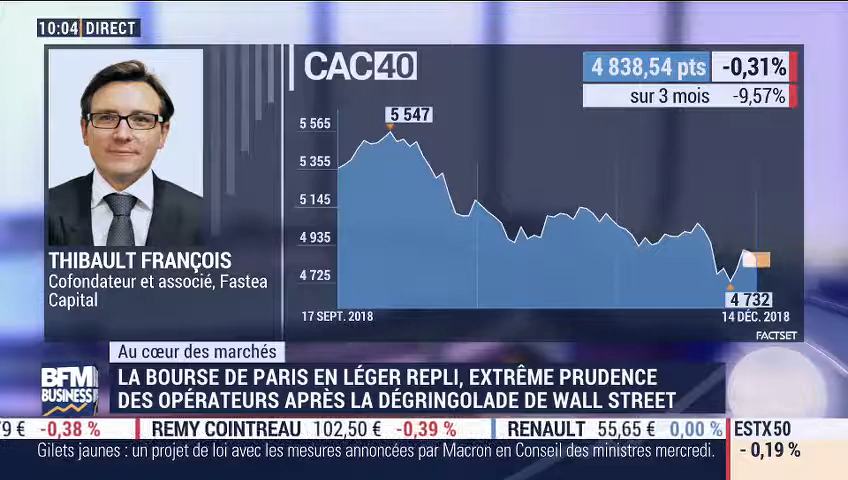 10:04 DIRECT
CAC40
4 838,54 pts -0,31%
sur 3 mois -9,57%
5 547
5 565
5 355
5 145
4 935
4 725
4 732
17 SEPT. 2018
14 DÉC. 2018
FACTSET
THIBAULT FRANÇOIS
Cofondateur et associé, Fastea
Capital
Au cœur des marchés
BFM
BUSINESS
LA BOURSE DE PARIS EN LÉGER REPLI, EXTRÊME PRUDENCE
DES OPÉRATEURS APRÈS LA DÉGRINGOLADE DE WALL STREET
9 € -0,38 % REMY COINTREAU 102,50 € -0,39 % RENAULT 55,65 € 0,00 %
ESTX50
- 0,19 %
Gilets jaunes : un projet de loi avec les mesures annoncées par Macron en Conseil des ministres mercredi.